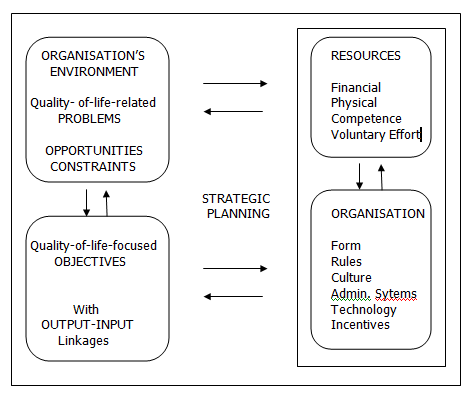 ORGANISATION'S
ENVIRONMENT
Quality- of-life-related
PROBLEMS
OPPORTUNITIES
CONSTRAINTS
RESOURCES
Financial
Physical
Competence
Voluntary Effort
STRATEGIC
PLANNING
Quality-of-life-focused
OBJECTIVES
With
OUTPUT-INPUT
Linkages
ORGANISATION
Form
Rules
Culture
Admin. Sytems
Technology
Incentives